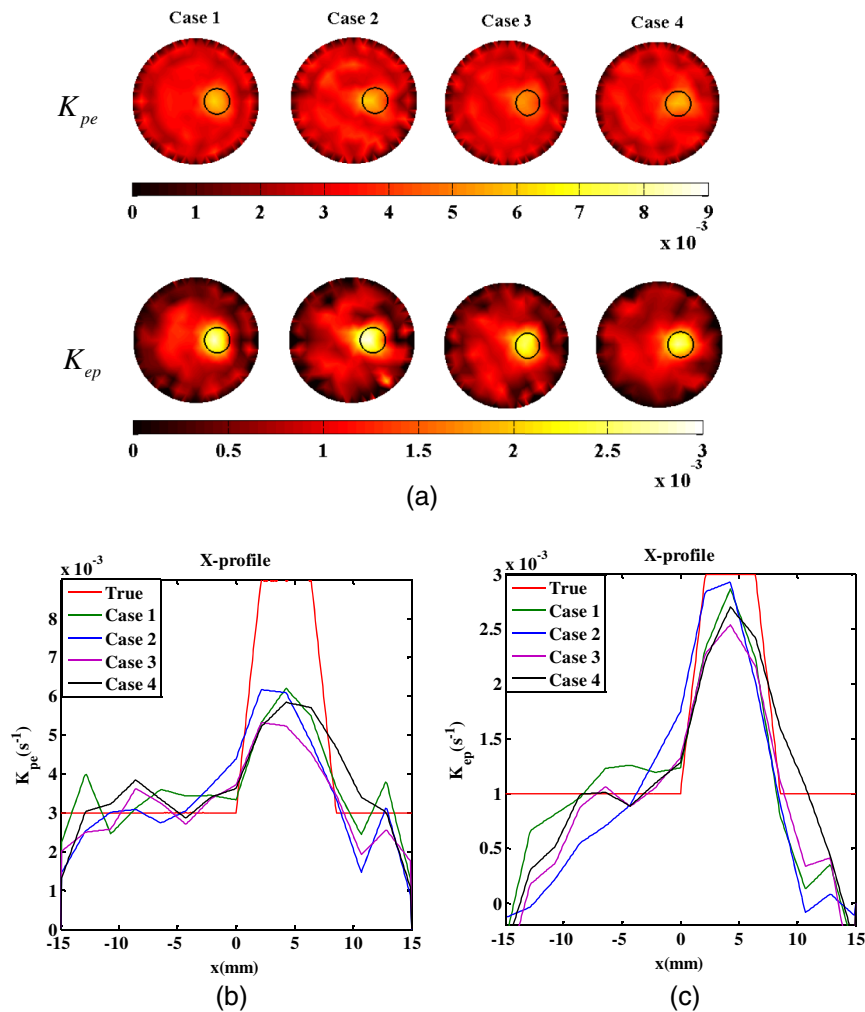 Case 1 Case 2 Case 3 Case 4
K_pe
0 1 2 3 4 5 6 7 8 9
x 10^-3
K_ep
0 0.5 1 1.5 2 2.5 3
x 10^-3
(a)
x 10^-3
X-profile
True
Case 1
Case 2
Case 3
Case 4
8
7
6
5
4
3
2
1
0
K_pe(s^-1)
-15 -10 -5 0 5 10 15
x(mm)
(b)
x 10^-3
X-profile
True
Case 1
Case 2
Case 3
Case 4
3
2.5
2
1.5
1
0.5
0
K_ep(s^-1)
-15 -10 -5 0 5 10 15
x(mm)
(c)